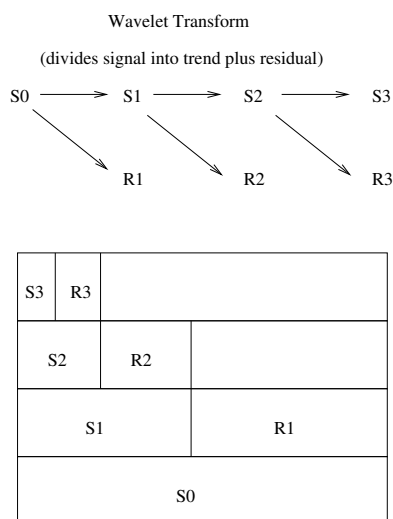 Wavelet Transform
(divides signal into trend plus residual)
S0 S1 S2 S3
R1 R2 R3
S3 R3
S2 R2
S1 R1
S0